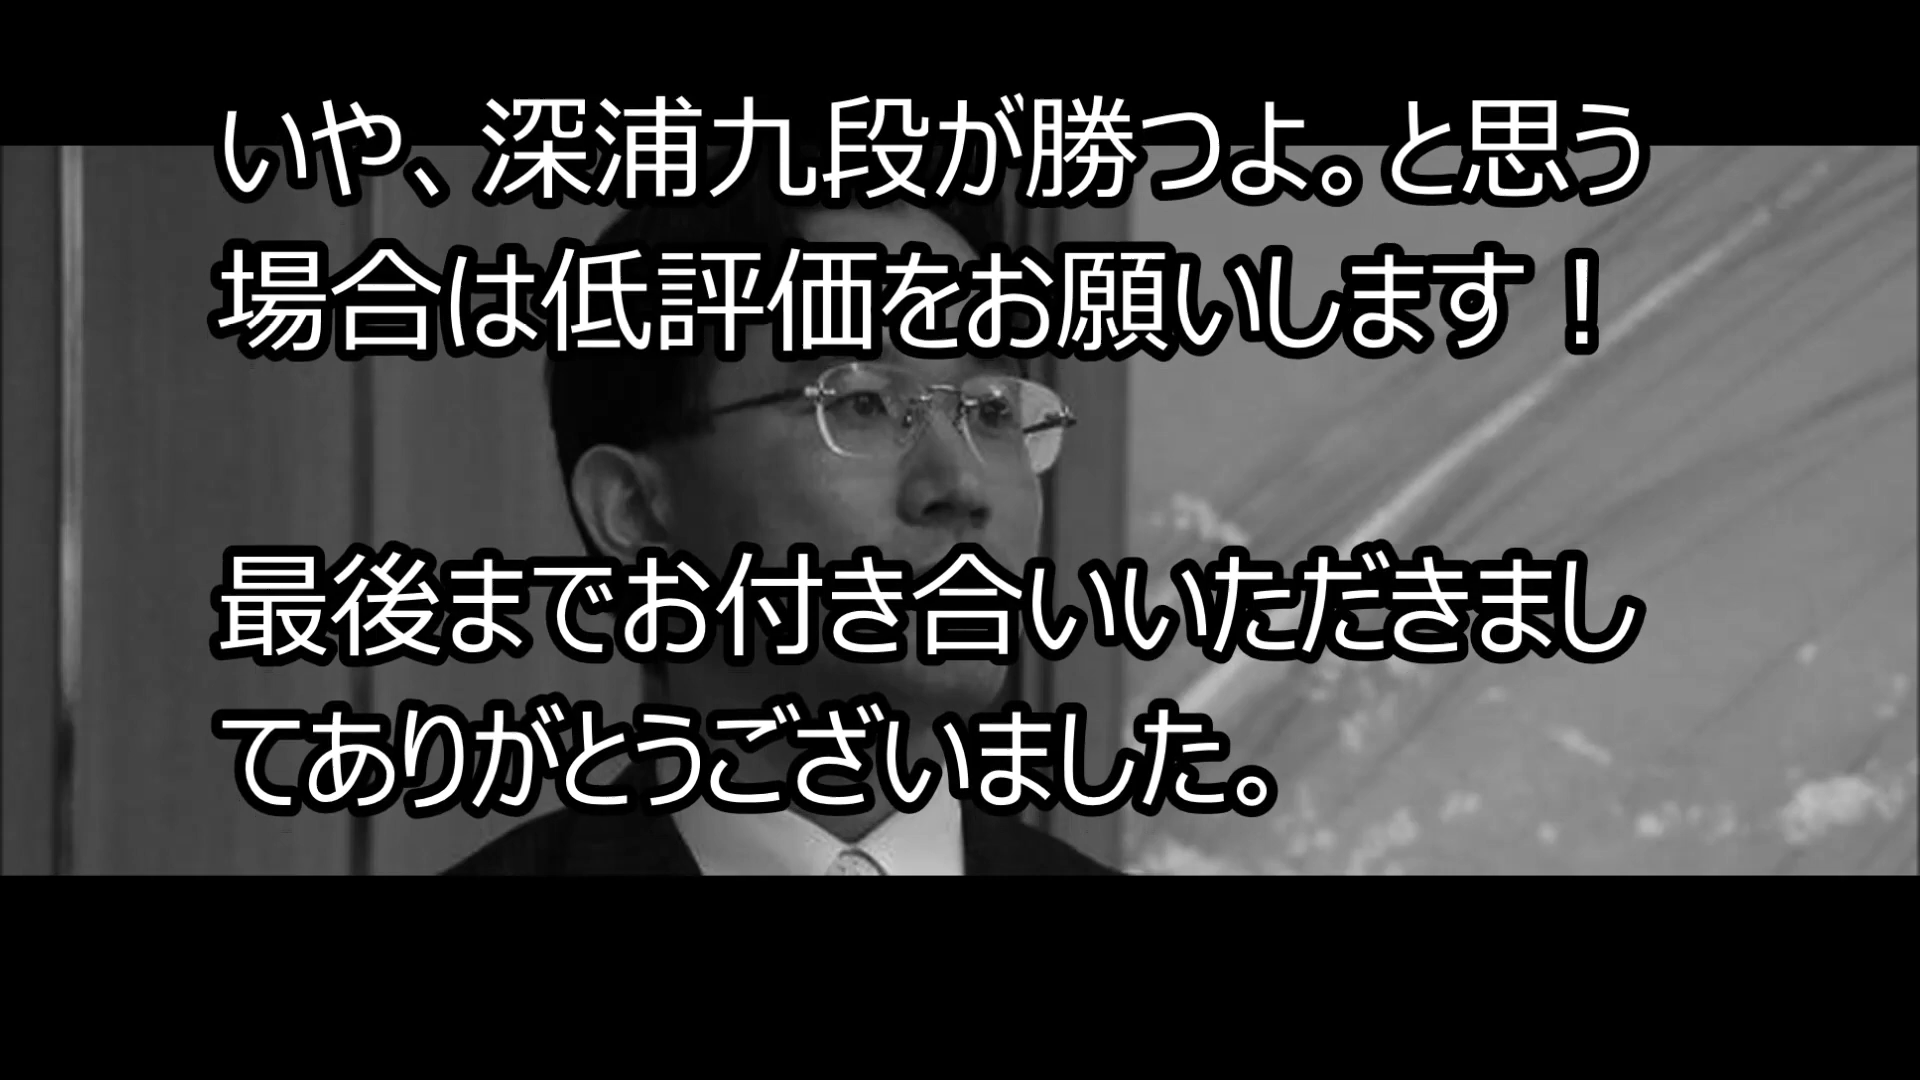 いや、深浦九段が勝つよ。と思う
場合は低評価をお願いします！
最後までお付き合いいただきまし
てありがとうございました。